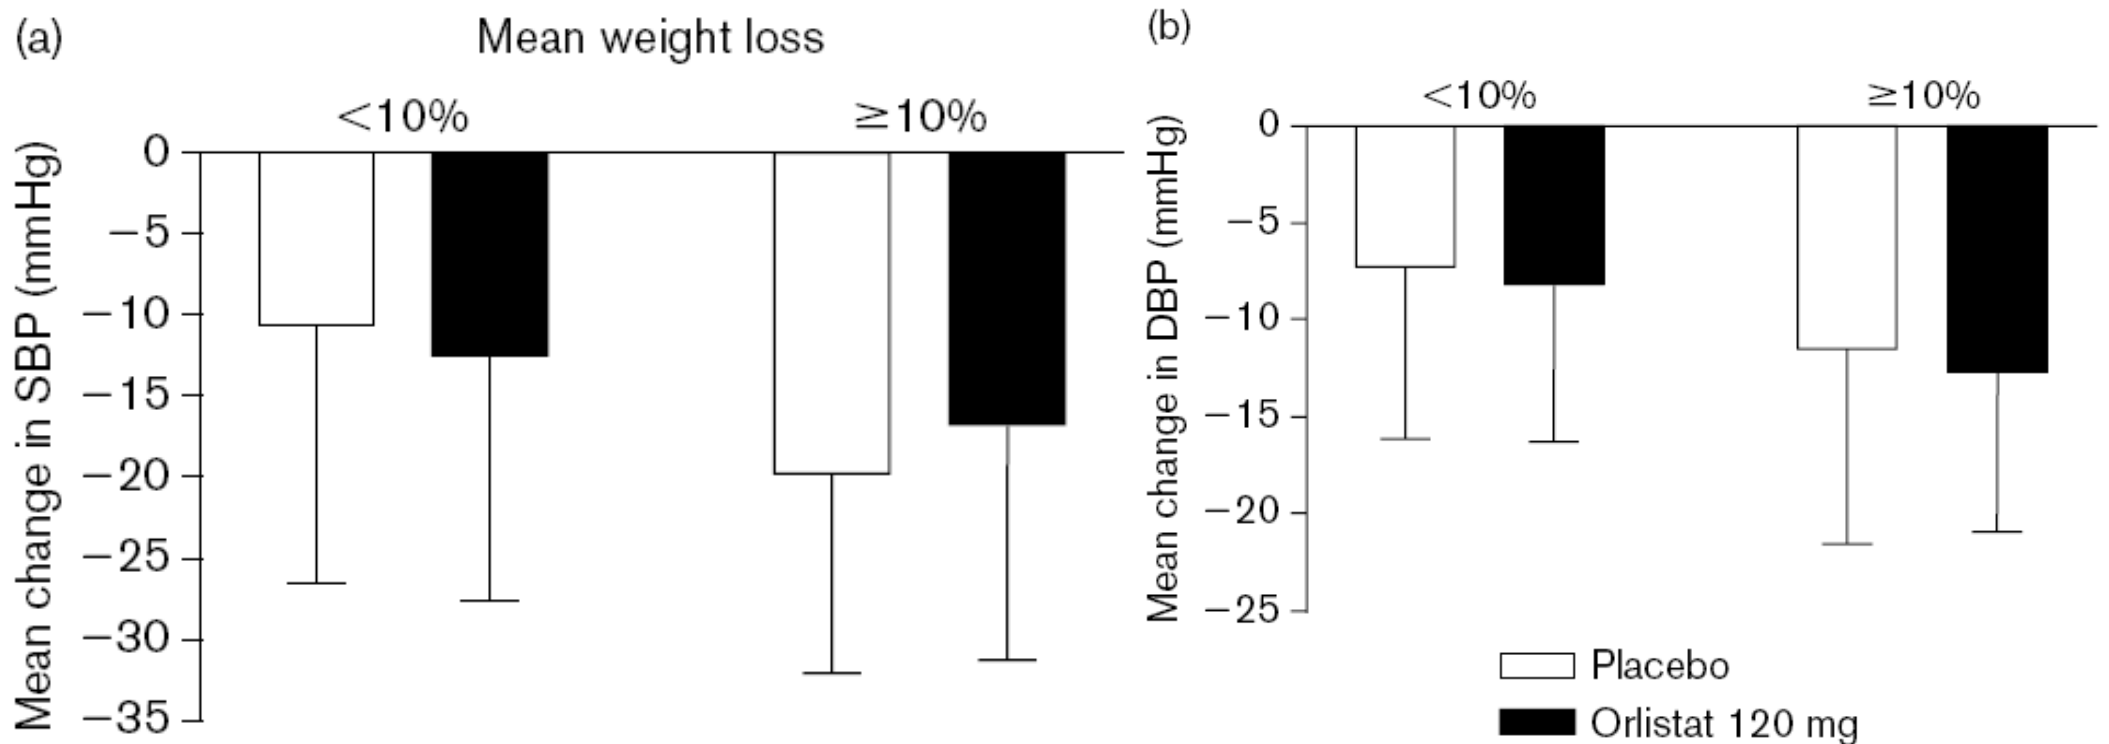 (a)
Mean weight loss
<10%
≥10%
Mean change in SBP (mmHg)
0
−5
−10
−15
−20
−25
−30
−35
(b)
<10%
≥10%
Mean change in DBP (mmHg)
0
−5
−10
−15
−20
−25
Placebo
Orlistat 120 mg